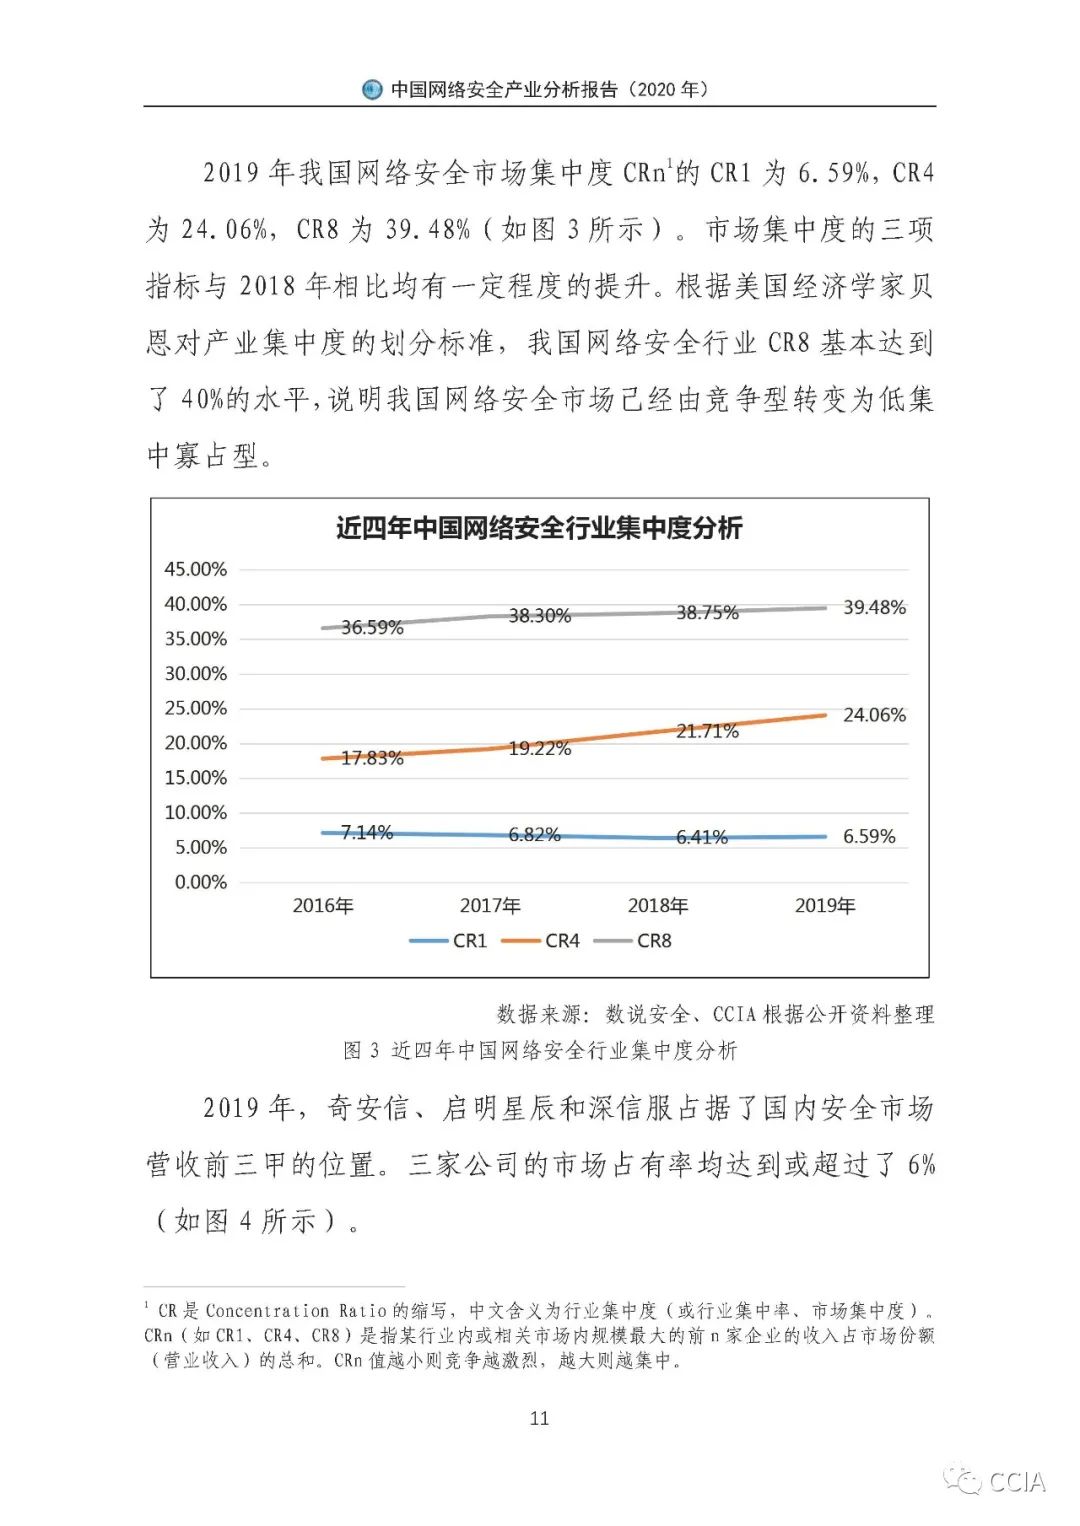 中国网络安全产业分析报告（2020 年）
2019 年我国网络安全市场集中度 CRn¹的 CR1 为 6.59%，CR4
为 24.06%，CR8 为 39.48%（如图 3 所示）。市场集中度的三项
指标与 2018 年相比均有一定程度的提升。根据美国经济学家贝
恩对产业集中度的划分标准，我国网络安全行业 CR8 基本达到
了 40%的水平，说明我国网络安全市场已经由竞争型转变为低集
中寡占型。
近四年中国网络安全行业集中度分析
45.00%
40.00%
35.00%
30.00%
25.00%
20.00%
15.00%
10.00%
5.00%
0.00%
36.59%
38.30%
38.75%
39.48%
17.83%
19.22%
21.71%
24.06%
7.14%
6.82%
6.41%
6.59%
2016年 2017年 2018年 2019年
CR1 CR4 CR8
数据来源：数说安全、CCIA 根据公开资料整理
图 3 近四年中国网络安全行业集中度分析
2019 年，奇安信、启明星辰和深信服占据了国内安全市场
营收前三甲的位置。三家公司的市场占有率均达到或超过了 6%
（如图 4 所示）。
¹ CR 是 Concentration Ratio 的缩写，中文含义为行业集中度（或行业集中率、市场集中度）。
CRn（如 CR1、CR4、CR8）是指某行业内或相关市场内规模最大的前 n 家企业的收入占市场份额
（营业收入）的总和。CRn 值越小则竞争越激烈，越大则越集中。
11
CCIA